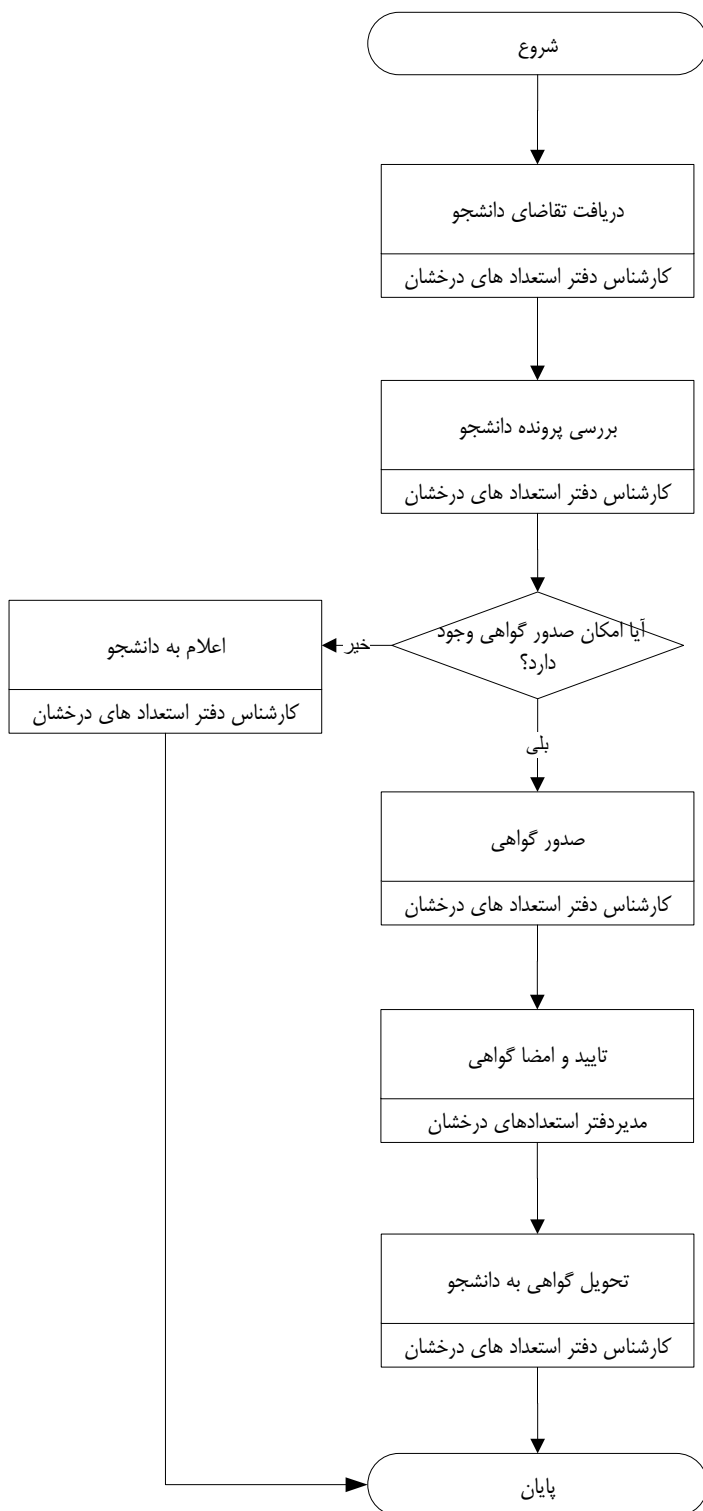 شروع
دریافت تقاضای دانشجو
کارشناس دفتر استعداد های درخشان
بررسی پرونده دانشجو
کارشناس دفتر استعداد های درخشان
آیا امکان صدور گواهی وجود
دارد؟
خیر
اعلام به دانشجو
کارشناس دفتر استعداد های درخشان
بلی
صدور گواهی
کارشناس دفتر استعداد های درخشان
تایید و امضا گواهی
مدیردفتر استعدادهای درخشان
تحویل گواهی به دانشجو
کارشناس دفتر استعداد های درخشان
پایان